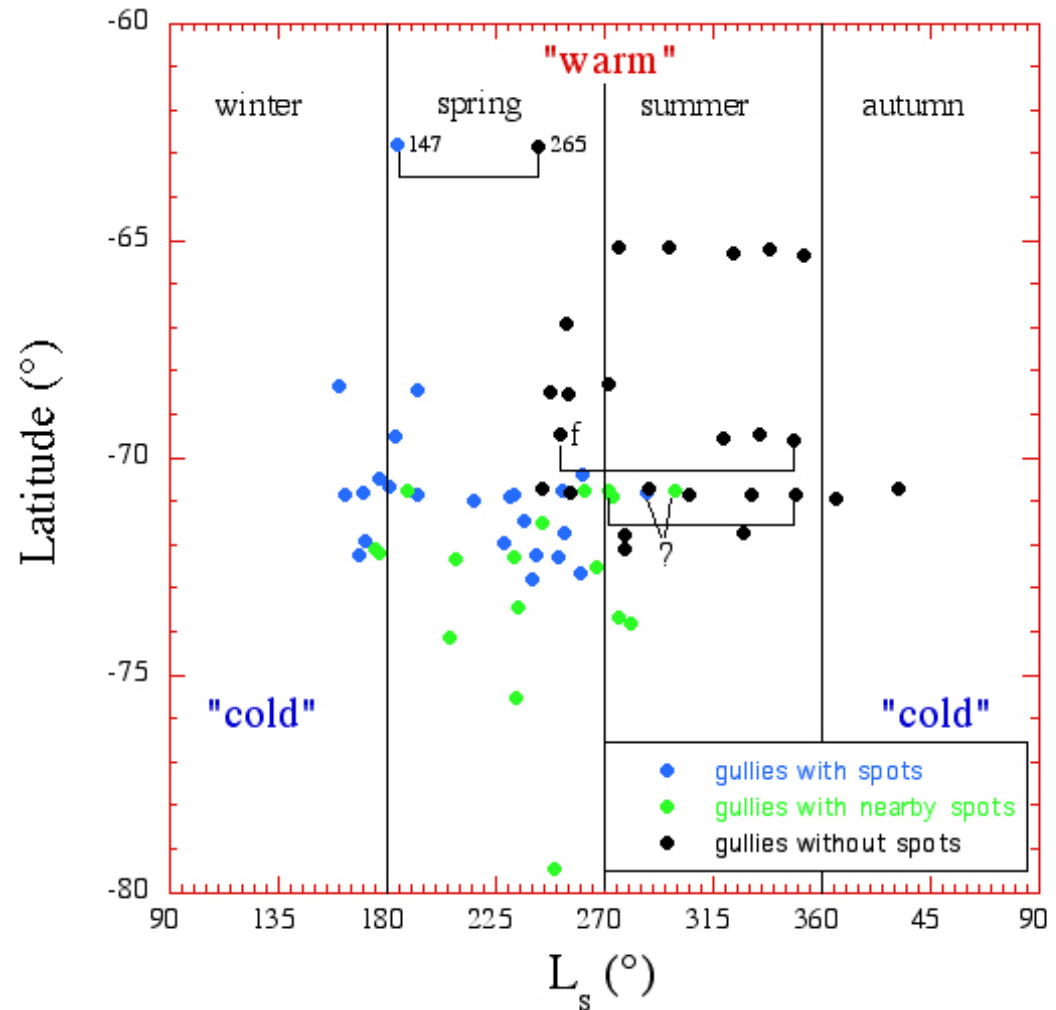 -60
"warm"
winter spring summer autumn
147 265
-65
f
-70
?
-75
"cold" "cold"
gullies with spots
gullies with nearby spots
gullies without spots
-80
90 135 180 225 270 315 360 45 90
Ls (°)
Latitude (°)